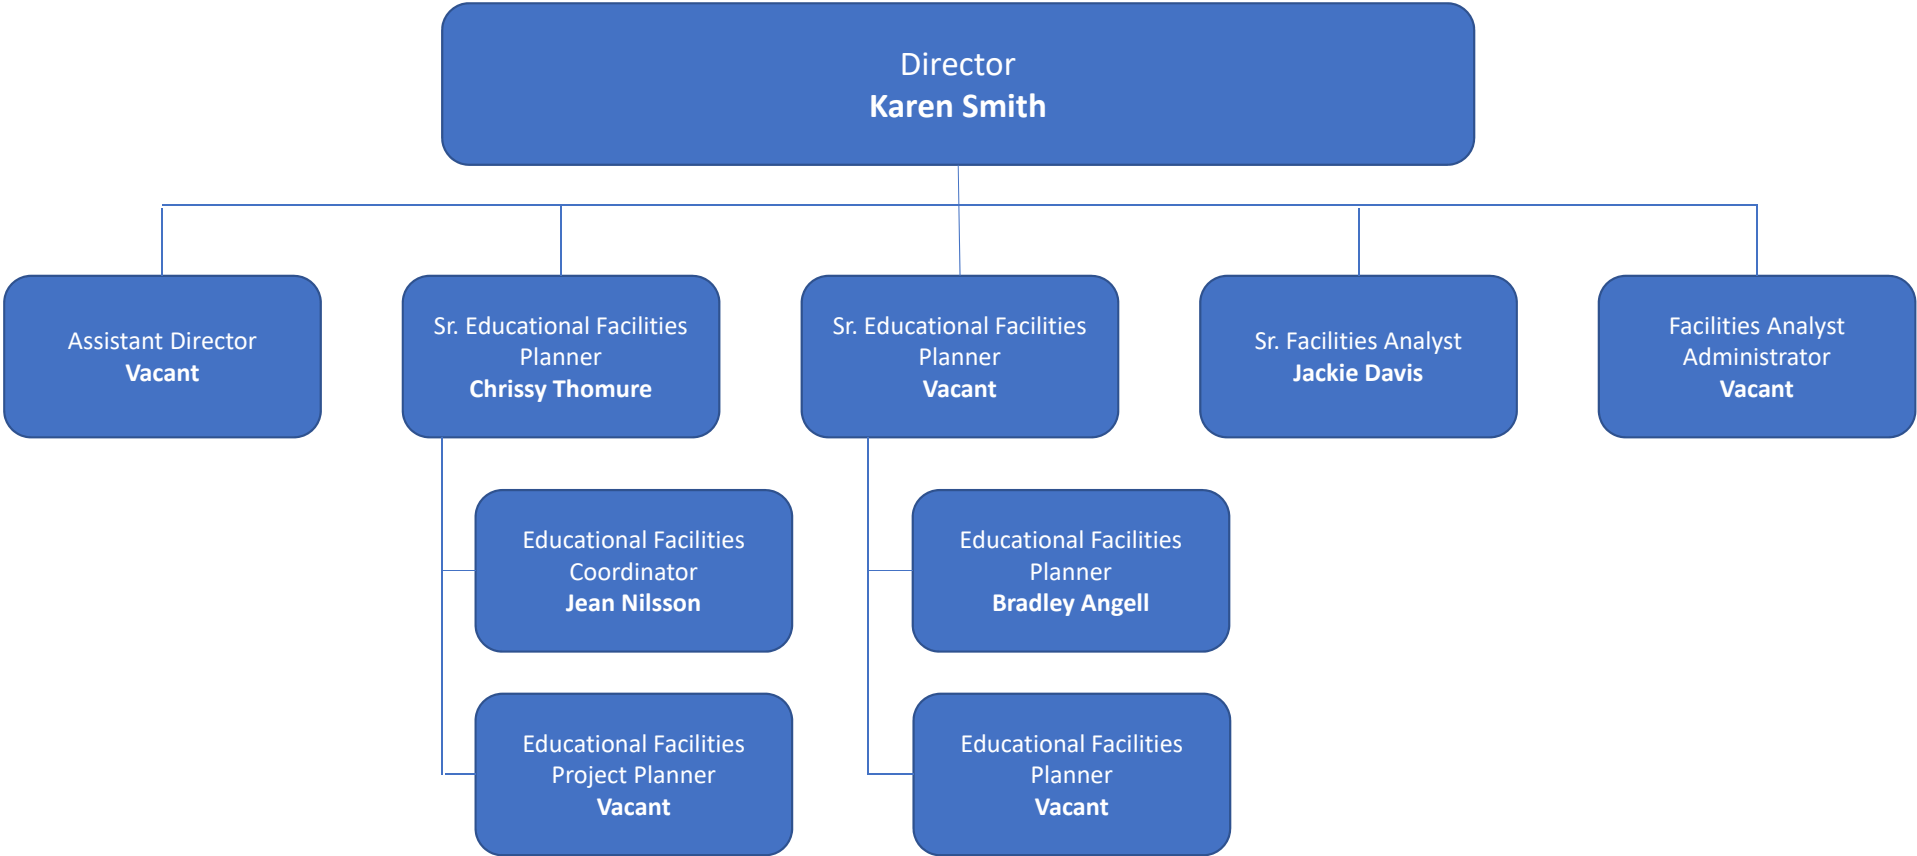 Director
Karen Smith
Assistant Director
Vacant
Sr. Educational Facilities
Planner
Chrissy Thomure
Sr. Educational Facilities
Planner
Vacant
Sr. Facilities Analyst
Jackie Davis
Facilities Analyst
Administrator
Vacant
Educational Facilities
Coordinator
Jean Nilsson
Educational Facilities
Planner
Bradley Angell
Educational Facilities
Project Planner
Vacant
Educational Facilities
Planner
Vacant